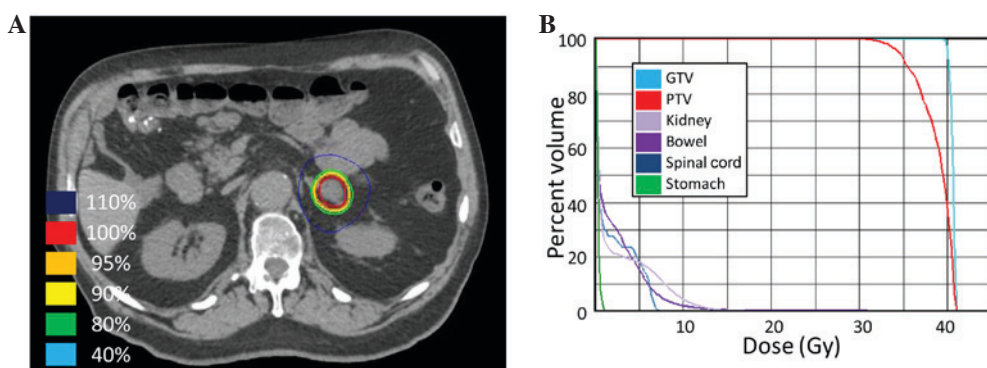 A
110%
100%
95%
90%
80%
40%
B
Percent volume
100
80
60
40
20
0
GTV
PTV
Kidney
Bowel
Spinal cord
Stomach
10
20
30
40
Dose (Gy)